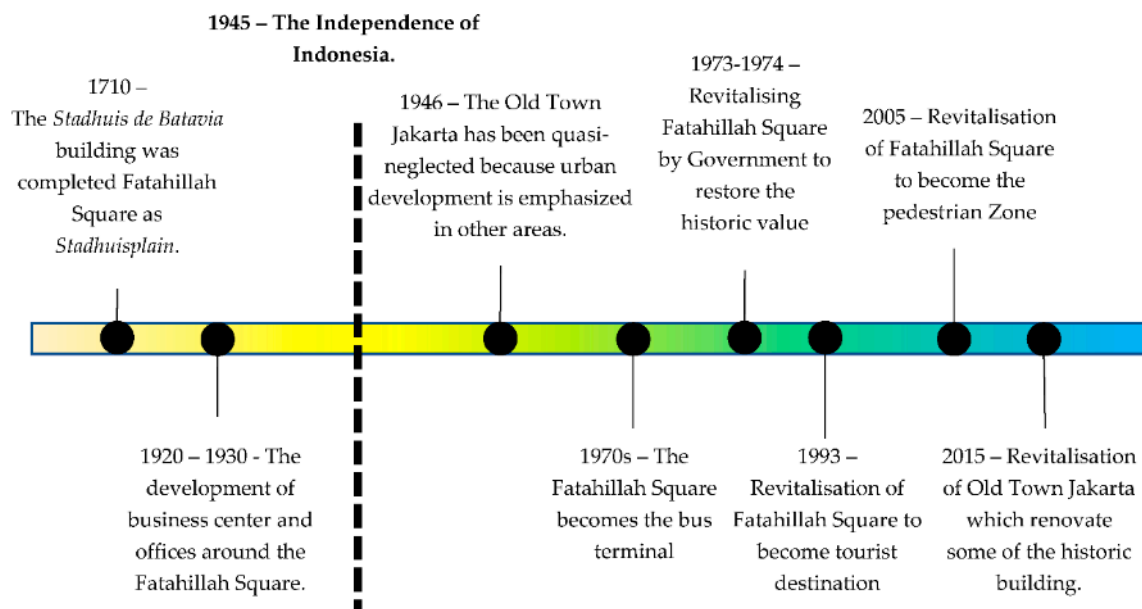 1945 – The Independence of
Indonesia.
1710 –
The Stadhuis de Batavia
building was
completed Fatahillah
Square as
Stadhuisplain.
1946 – The Old Town
Jakarta has been quasi-
neglected because urban
development is emphasized
in other areas.
1973-1974 –
Revitalising
Fatahillah Square
by Government to
restore the
historic value
2005 – Revitalisation
of Fatahillah Square
to become the
pedestrian Zone
1920 – 1930 - The
development of
business center and
offices around the
Fatahillah Square.
1970s – The
Fatahillah Square
becomes the bus
terminal
1993 –
Revitalisation of
Fatahillah Square to
become tourist
destination
2015 – Revitalisation
of Old Town Jakarta
which renovate
some of the historic
building.